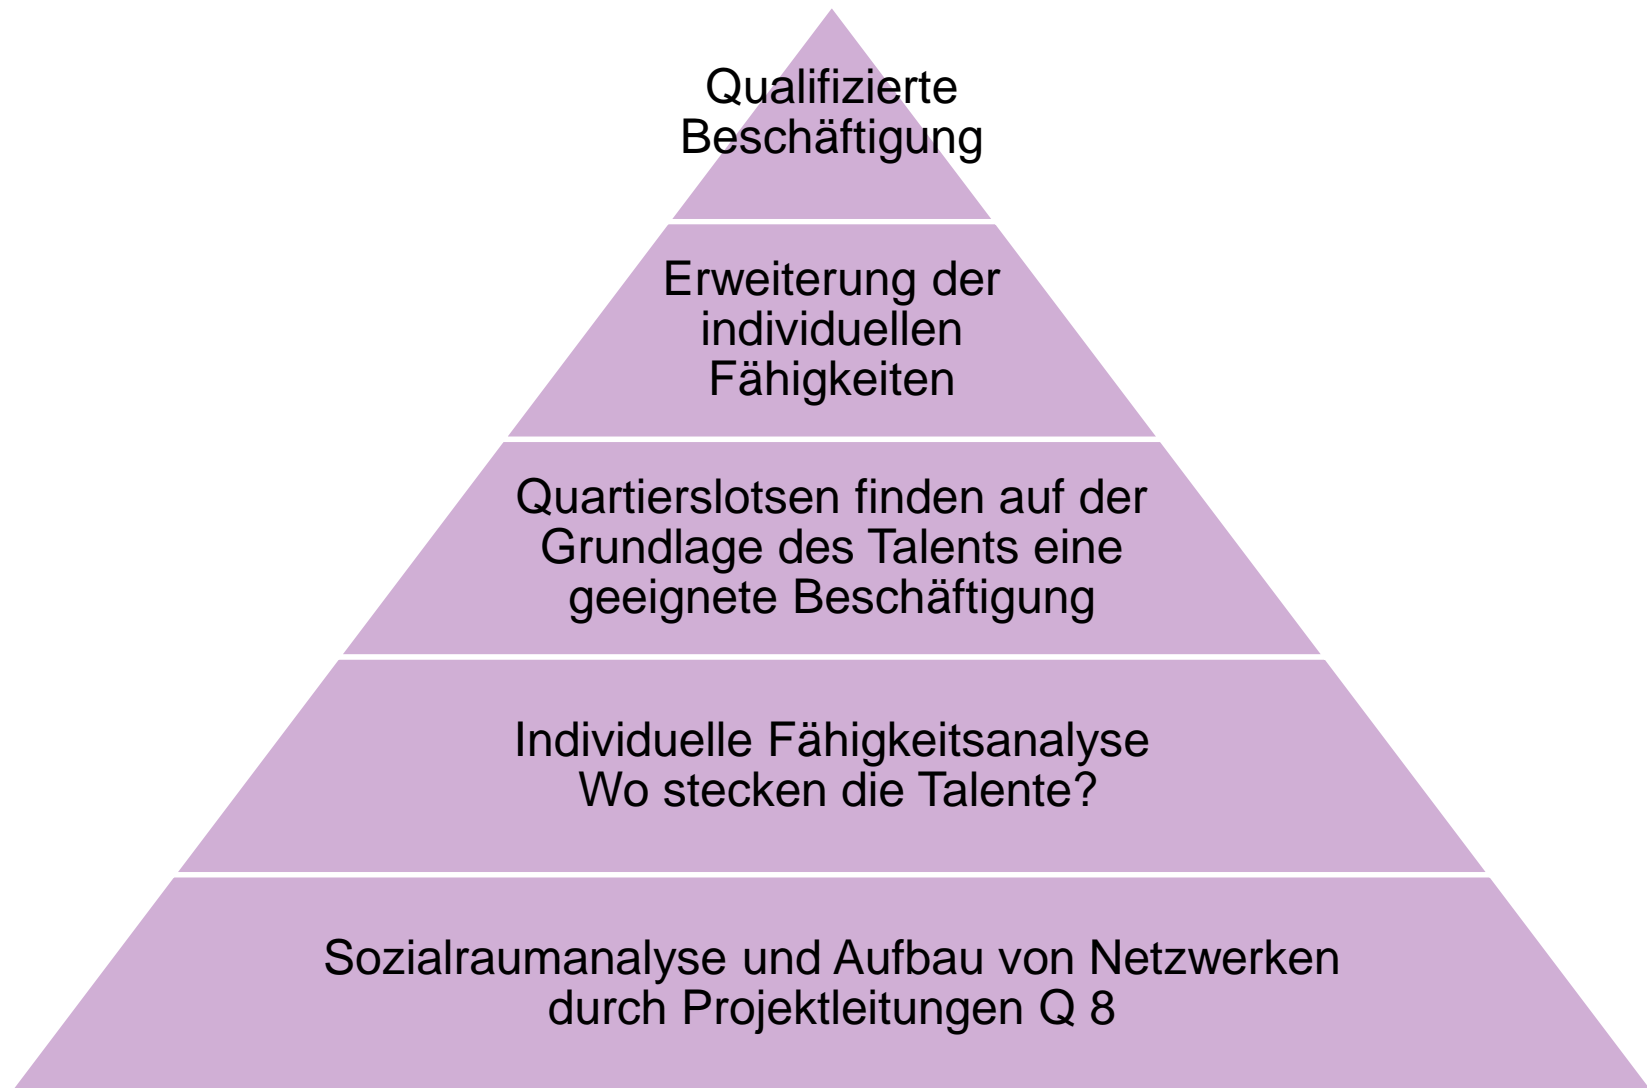 Qualifizierte
Beschäftigung
Erweiterung der
individuellen
Fähigkeiten
Quartierslotsen finden auf der
Grundlage des Talents eine
geeignete Beschäftigung
Individuelle Fähigkeitsanalyse
Wo stecken die Talente?
Sozialraumanalyse und Aufbau von Netzwerken
durch Projektleitungen Q 8